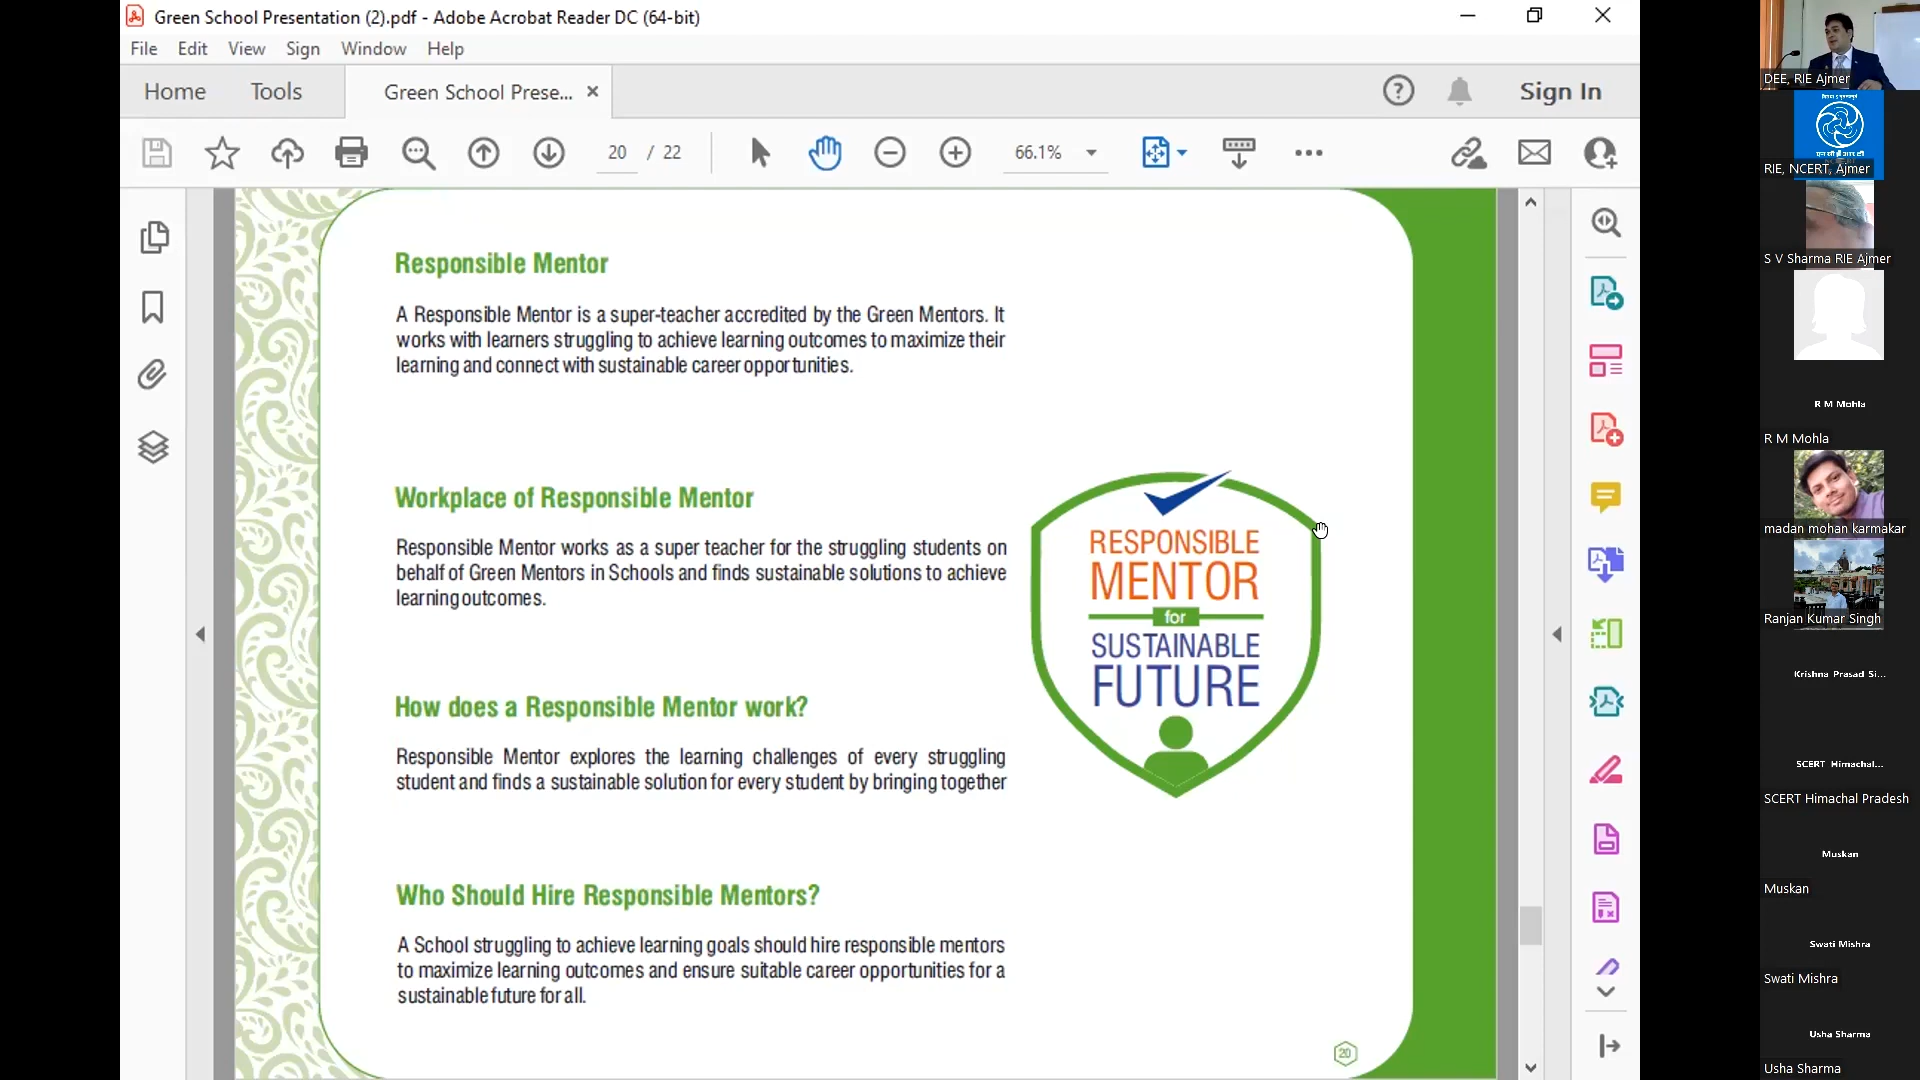 Green School Presentation (2).pdf - Adobe Acrobat Reader DC (64-bit)
File Edit View Sign Window Help
Home Tools Green School Prese... Sign In
20 / 22 66.1%
Responsible Mentor
A Responsible Mentor is a super-teacher accredited by the Green Mentors. It
works with learners struggling to achieve learning outcomes to maximize their
learning and connect with sustainable career opportunities.
Workplace of Responsible Mentor
Responsible Mentor works as a super teacher for the struggling students on
behalf of Green Mentors in Schools and finds sustainable solutions to achieve
learning outcomes.
How does a Responsible Mentor work?
Responsible Mentor explores the learning challenges of every struggling
student and finds a sustainable solution for every student by bringing together
Who Should Hire Responsible Mentors?
A School struggling to achieve learning goals should hire responsible mentors
to maximize learning outcomes and ensure suitable career opportunities for a
sustainable future for all.
RESPONSIBLE
MENTOR
for
SUSTAINABLE
FUTURE
20
DEE, RIE Ajmer
RIE, NCERT, Ajmer
S V Sharma RIE Ajmer
R M Mohla
R M Mohla
madan mohan karmakar
Ranjan Kumar Singh
Krishna Prasad Si...
SCERT Himachal...
SCERT Himachal Pradesh
Muskan
Muskan
Swati Mishra
Swati Mishra
Usha Sharma
Usha Sharma